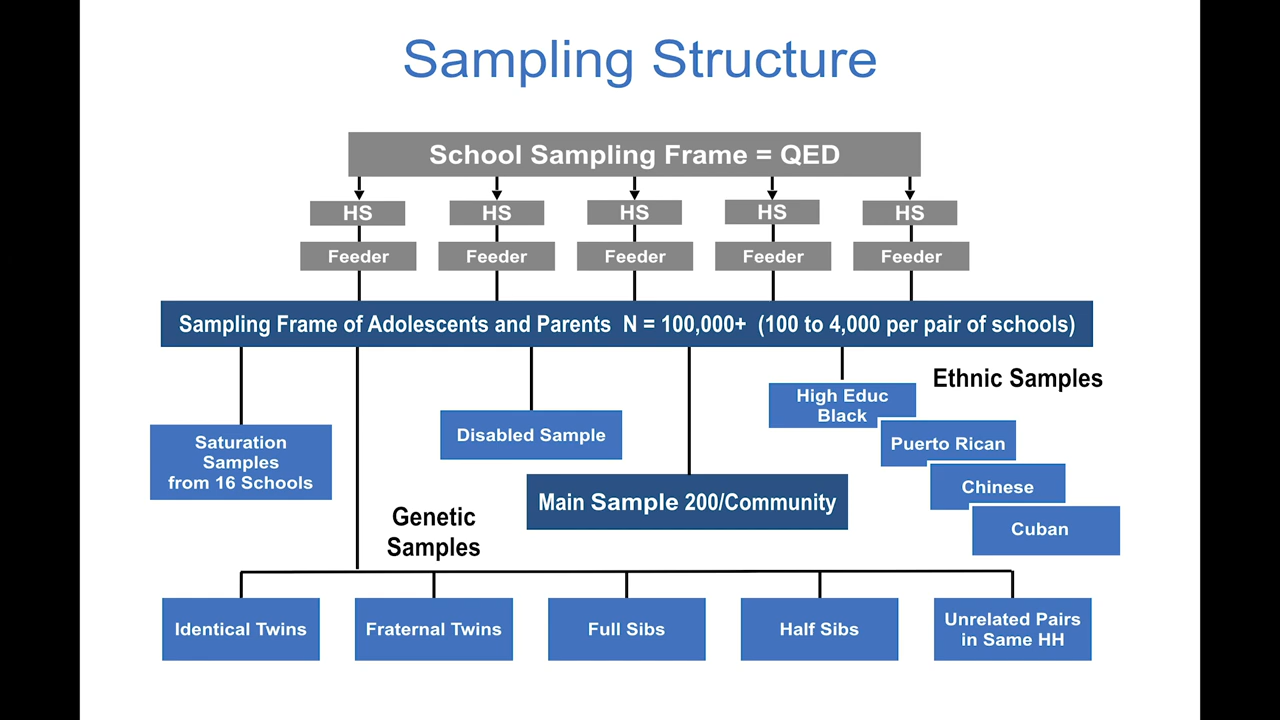 Sampling Structure
School Sampling Frame = QED
HS HS HS HS HS
Feeder Feeder Feeder Feeder Feeder
Sampling Frame of Adolescents and Parents N = 100,000+ (100 to 4,000 per pair of schools)
Saturation
Samples
from 16 Schools
Disabled Sample
Main Sample 200/Community
Ethnic Samples
High Educ
Black
Puerto Rican
Chinese
Cuban
Genetic
Samples
Identical Twins
Fraternal Twins
Full Sibs
Half Sibs
Unrelated Pairs
in Same HH